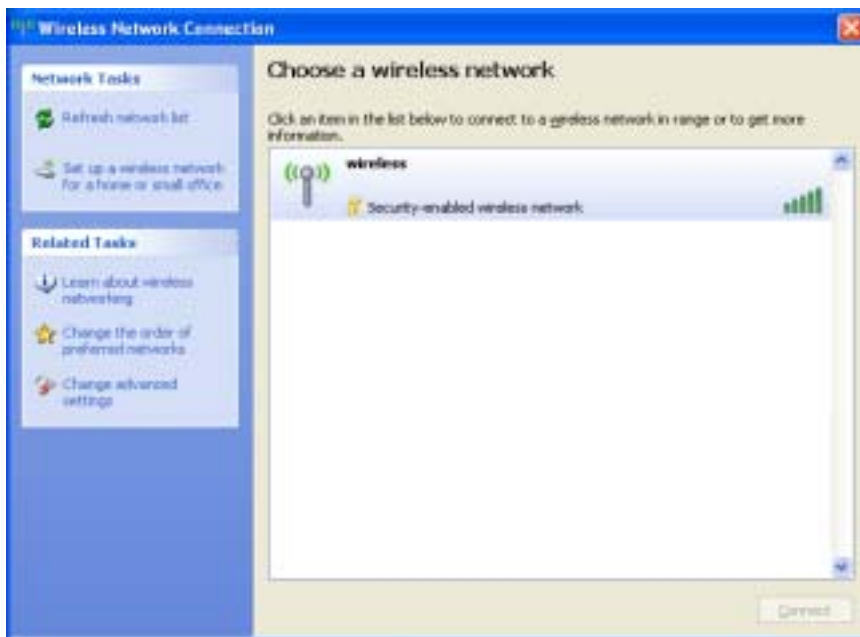 Wireless Network Connection
Network Tasks
Refresh network list
Set up a wireless network
for a home or small office
Related Tasks
Learn about wireless
networking
Change the order of
preferred networks
Change advanced
settings
Choose a wireless network
Click an item in the list below to connect to a wireless network in range or to get more
information.
wireless
Security-enabled wireless network
Connect